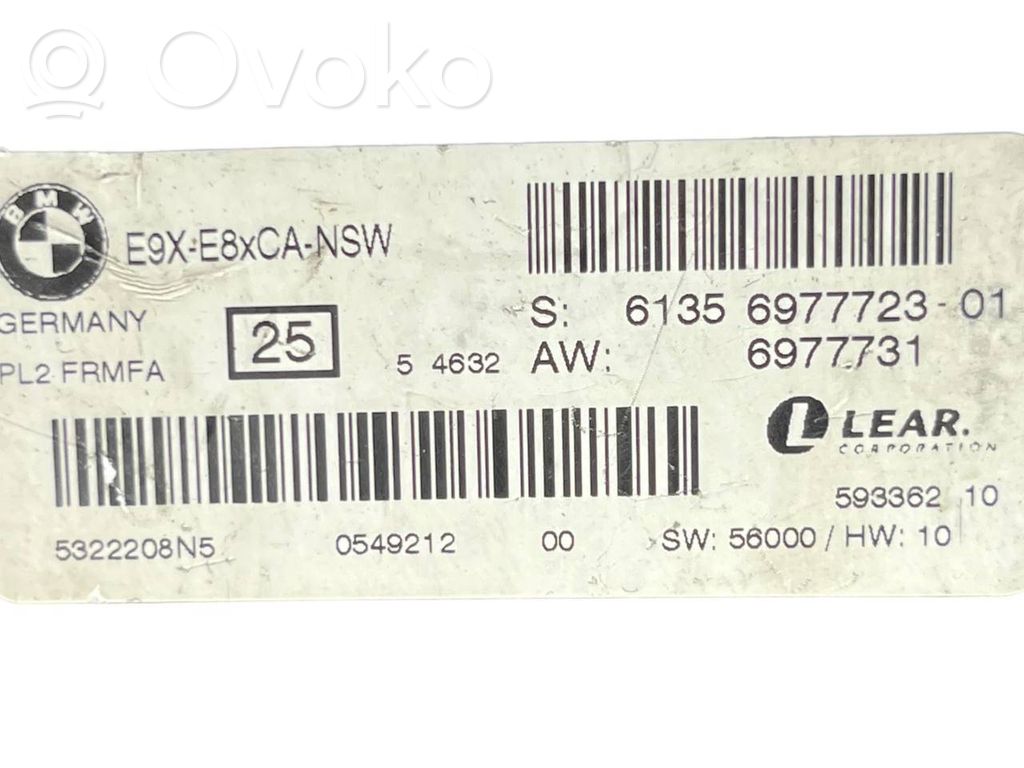 Ovoko
BMW
E9X-E8xCA-NSW
GERMANY
PL2 FRMFA
25
5 4632
S: 6135 6977723-01
AW: 6977731
LEAR.
CORPORATION
593362 10
5322208N5 0549212 00 SW: 56000 / HW: 10